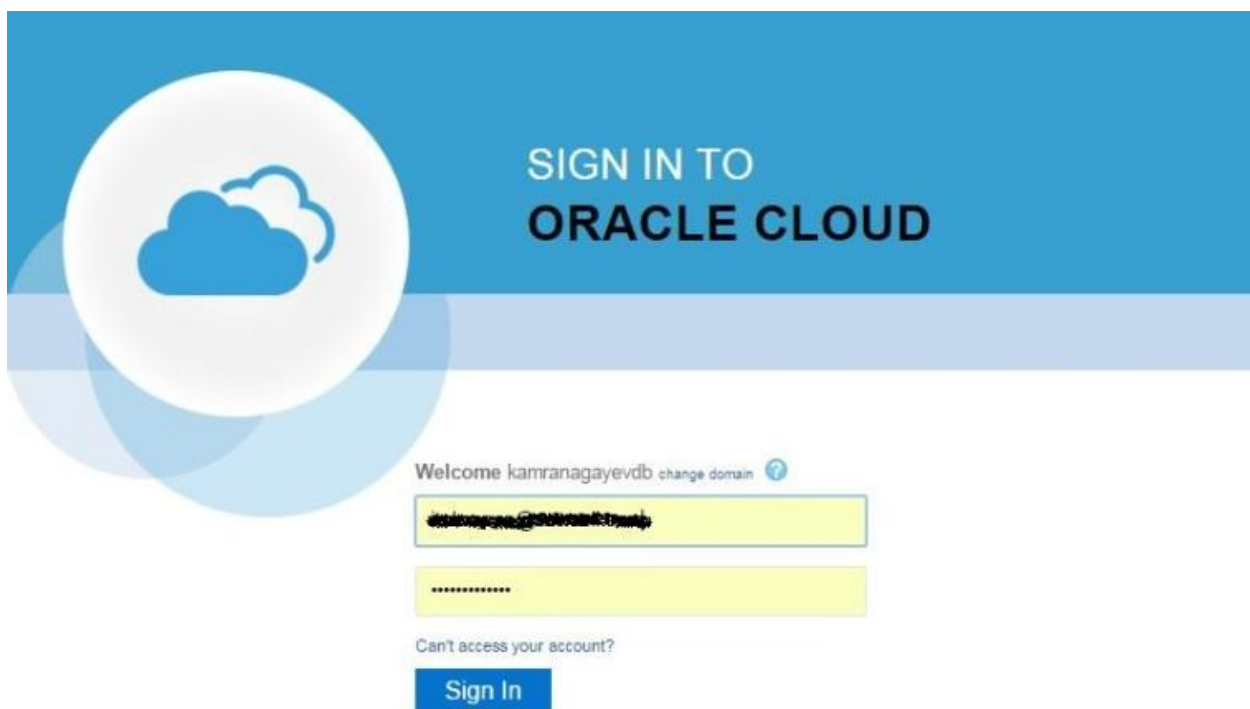 SIGN IN TO
ORACLE CLOUD
Welcome kamranagayevdb change domain ?
•••••••••••••
Can't access your account?
Sign In